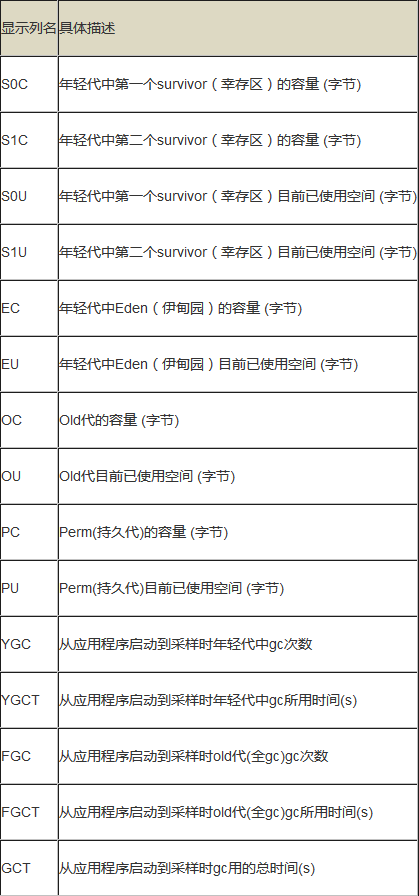 显示列名 具体描述
S0C 年轻代中第一个survivor（幸存区）的容量 (字节)
S1C 年轻代中第二个survivor（幸存区）的容量 (字节)
S0U 年轻代中第一个survivor（幸存区）目前已使用空间 (字节)
S1U 年轻代中第二个survivor（幸存区）目前已使用空间 (字节)
EC 年轻代中Eden（伊甸园）的容量 (字节)
EU 年轻代中Eden（伊甸园）目前已使用空间 (字节)
OC Old代的容量 (字节)
OU Old代目前已使用空间 (字节)
PC Perm(持久代)的容量 (字节)
PU Perm(持久代)目前已使用空间 (字节)
YGC 从应用程序启动到采样时年轻代中gc次数
YGCT 从应用程序启动到采样时年轻代中gc所用时间(s)
FGC 从应用程序启动到采样时old代(全gc)gc次数
FGCT 从应用程序启动到采样时old代(全gc)gc所用时间(s)
GCT 从应用程序启动到采样时gc用的总时间(s)